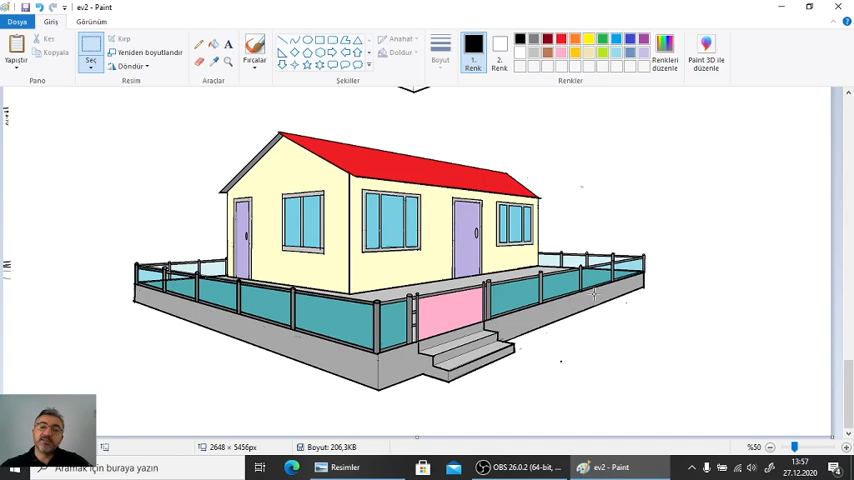 ev2 - Paint
Dosya Giriş Görünüm
Yapıştır
Kes
Kopyala
Pano
Seç
Kırp
Yeniden boyutlandır
Döndür
Resim
A
Araçlar
Fırçalar
Anahat
Doldur
Şekiller
Boyut
1.
Renk
2.
Renk
Renkleri
düzenle
Renkler
Paint 3D ile
düzenle
2648 × 5456px
Boyut: 206,3KB
%50
Aramak için buraya yazın
Resimler
OBS 26.0.2 (64-bit, ...
ev2 - Paint
13:57
27.12.2020
4